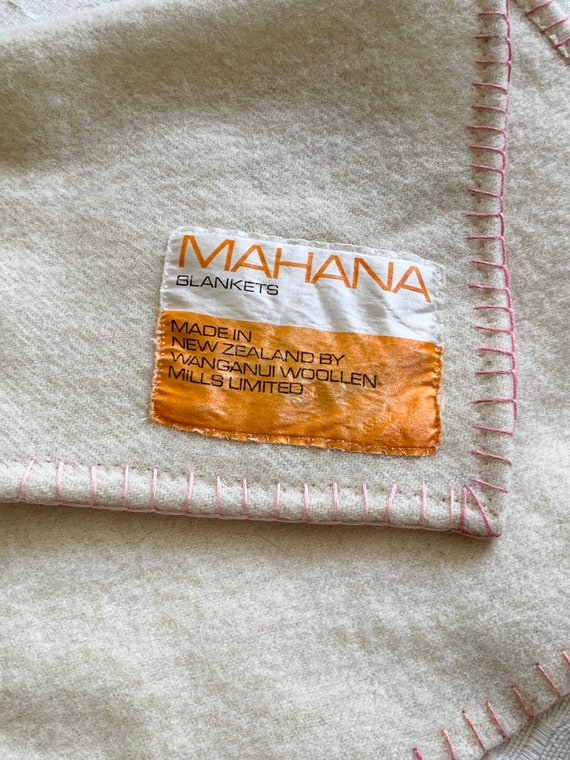 MAHANA
BLANKETS
MADE IN
NEW ZEALAND BY
WANGANUI WOOLLEN
MILLS LIMITED